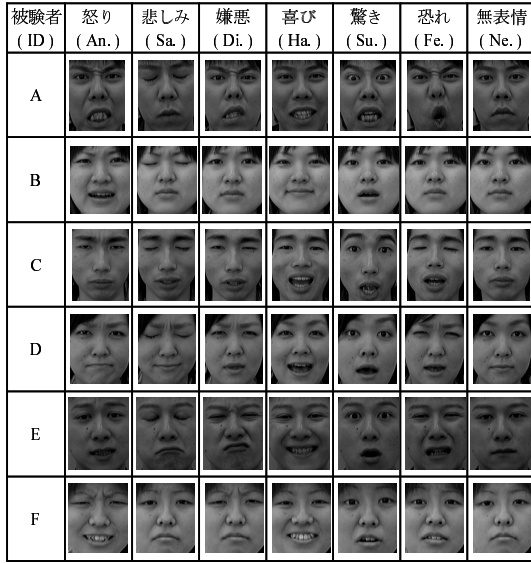 被験者 怒り 悲しみ 嫌悪 喜び 驚き 恐れ 無表情
( ID ) ( An. ) ( Sa. ) ( Di. ) ( Ha. ) ( Su. ) ( Fe. ) ( Ne. )
A
B
C
D
E
F